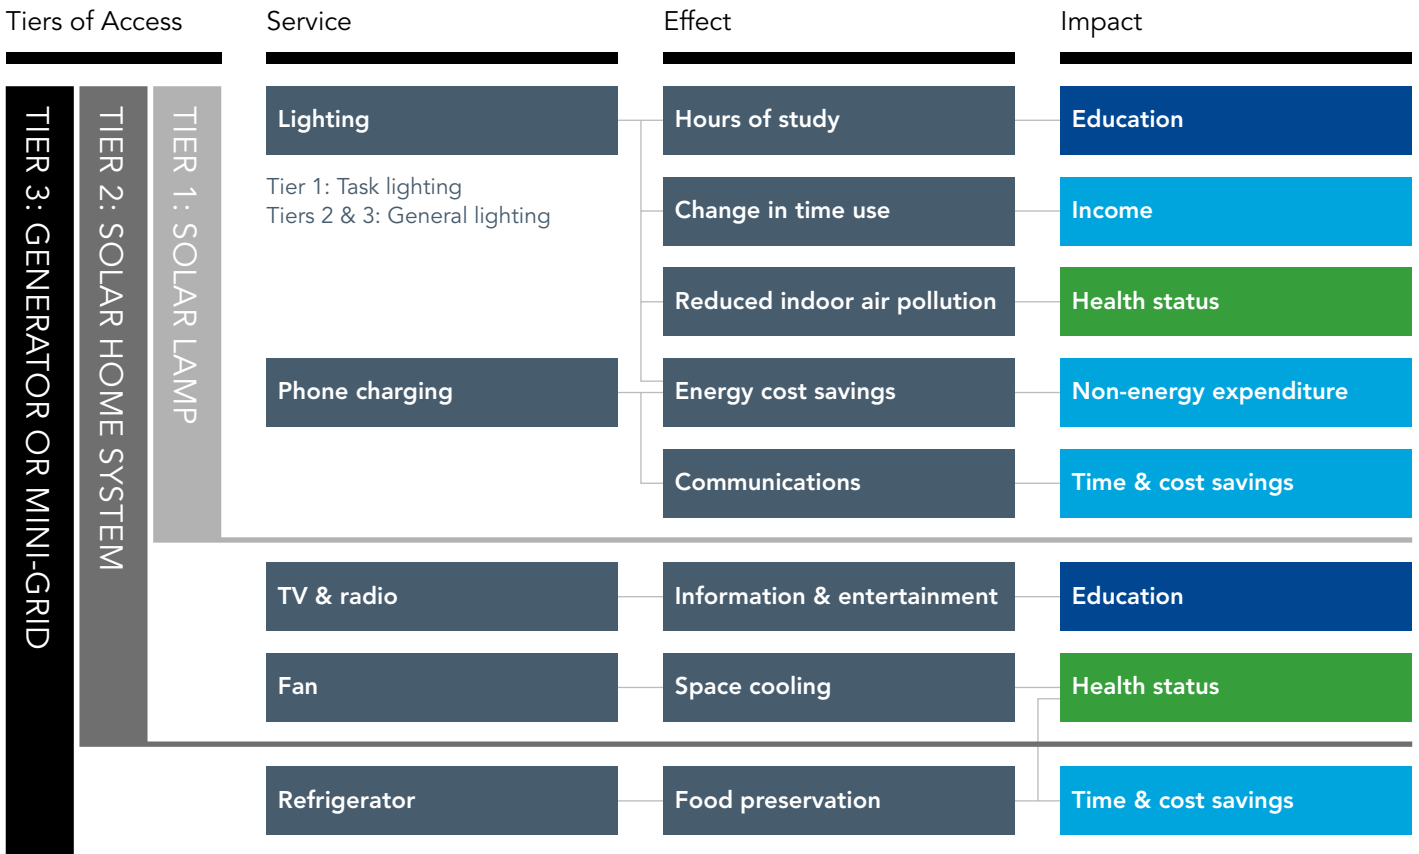 Tiers of Access
Service
Effect
Impact
TIER 3: GENERATOR OR MINI-GRID
TIER 2: SOLAR HOME SYSTEM
TIER 1: SOLAR LAMP
Lighting
Hours of study
Education
Tier 1: Task lighting
Tiers 2 & 3: General lighting
Change in time use
Income
Reduced indoor air pollution
Health status
Phone charging
Energy cost savings
Non-energy expenditure
Communications
Time & cost savings
TV & radio
Information & entertainment
Education
Fan
Space cooling
Health status
Refrigerator
Food preservation
Time & cost savings